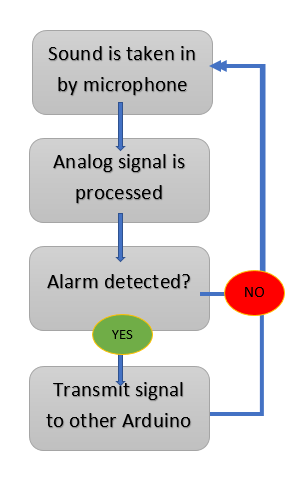 Sound is taken in
by microphone
Analog signal is
processed
Alarm detected?
NO
YES
Transmit signal
to other Arduino